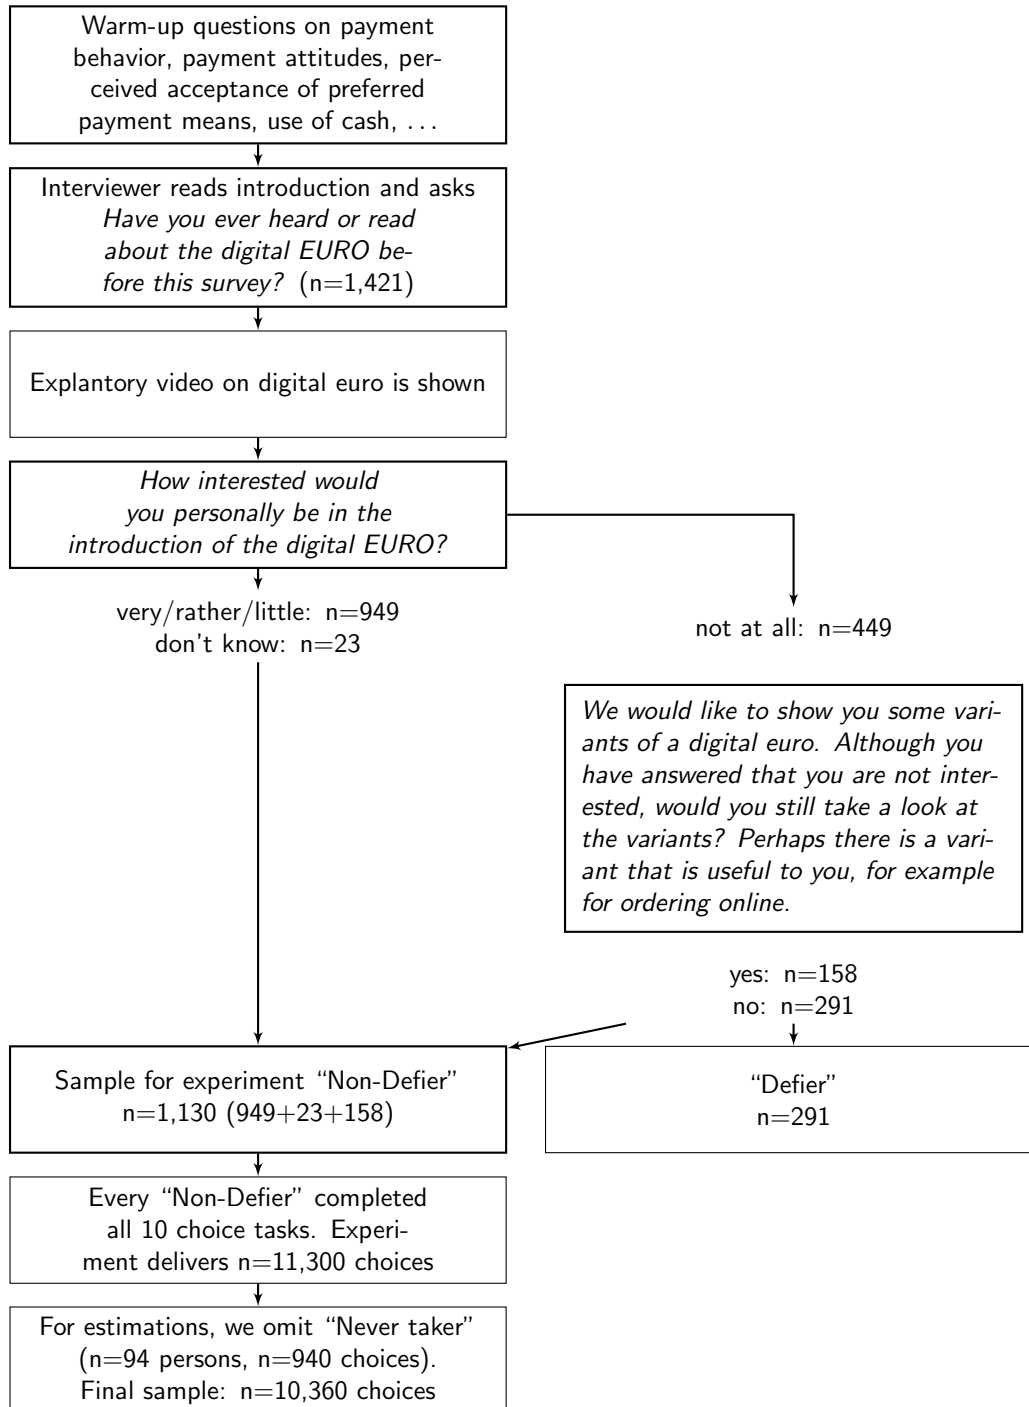 Warm-up questions on payment
behavior, payment attitudes, per-
ceived acceptance of preferred
payment means, use of cash, ...
Interviewer reads introduction and asks
Have you ever heard or read
about the digital EURO be-
fore this survey? (n=1,421)
Explantory video on digital euro is shown
How interested would
you personally be in the
introduction of the digital EURO?
very/rather/little: n=949
don't know: n=23
not at all: n=449
We would like to show you some vari-
ants of a digital euro. Although you
have answered that you are not inter-
ested, would you still take a look at
the variants? Perhaps there is a vari-
ant that is useful to you, for example
for ordering online.
yes: n=158
no: n=291
Sample for experiment “Non-Defier”
n=1,130 (949+23+158)
“Defier”
n=291
Every “Non-Defier” completed
all 10 choice tasks. Experi-
ment delivers n=11,300 choices
For estimations, we omit “Never taker”
(n=94 persons, n=940 choices).
Final sample: n=10,360 choices